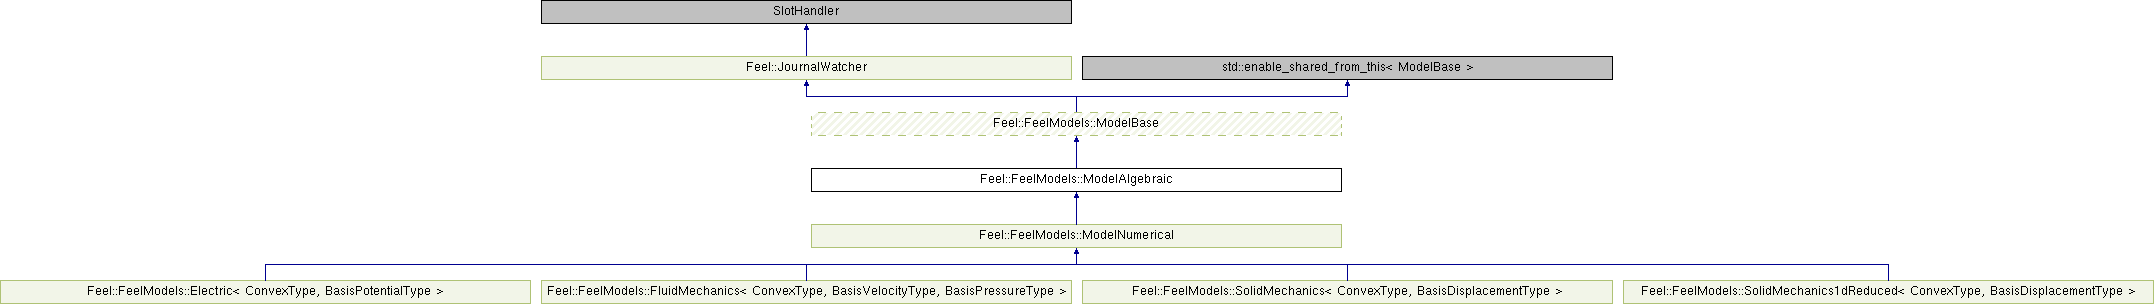 SlotHandler
Feel::JournalWatcher
std::enable_shared_from_this< ModelBase >
Feel::FeelModels::ModelBase
Feel::FeelModels::ModelAlgebraic
Feel::FeelModels::ModelNumerical
Feel::FeelModels::Electric< ConvexType, BasisPotentialType >
Feel::FeelModels::FluidMechanics< ConvexType, BasisVelocityType, BasisPressureType >
Feel::FeelModels::SolidMechanics< ConvexType, BasisDisplacementType >
Feel::FeelModels::SolidMechanics1dReduced< ConvexType, BasisDisplacementType >